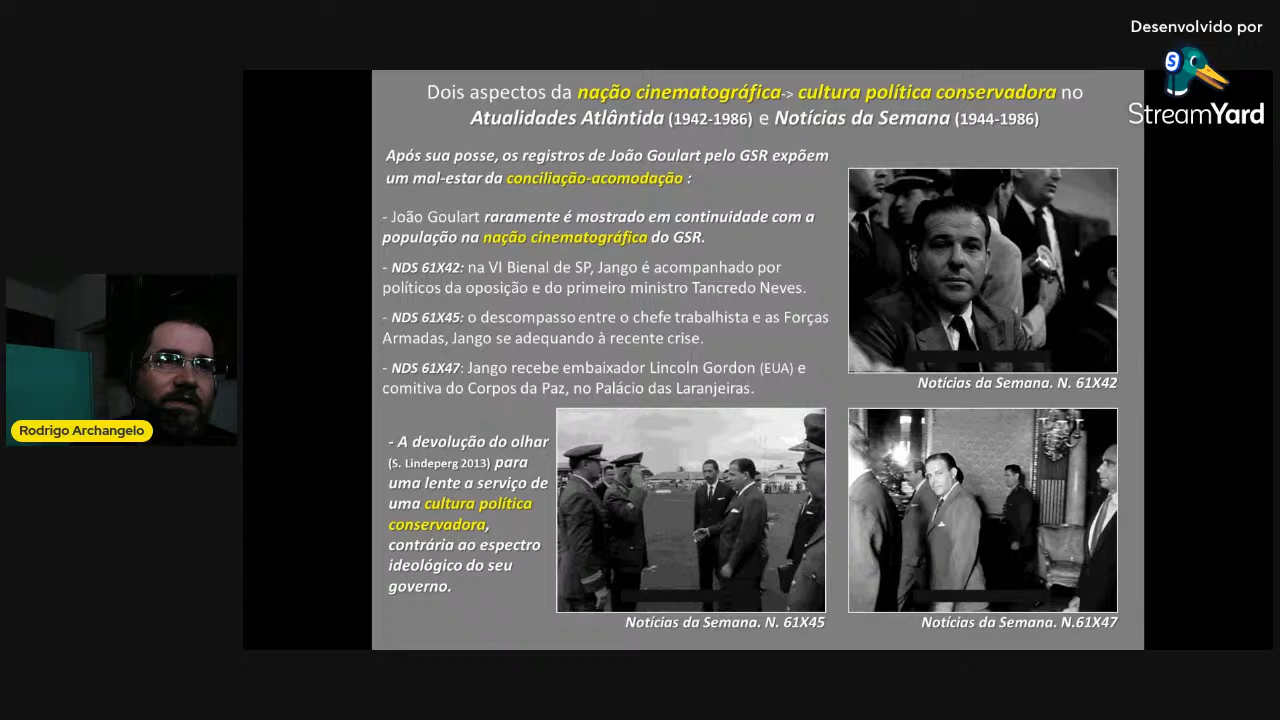 Desenvolvido por
StreamYard
Dois aspectos da nação cinematográfica-> cultura política conservadora no
Atualidades Atlântida (1942-1986) e Notícias da Semana (1944-1986)
Após sua posse, os registros de João Goulart pelo GSR expõem
um mal-estar da conciliação-acomodação :
- João Goulart raramente é mostrado em continuidade com a
população na nação cinematográfica do GSR.
- NDS 61X42: na VI Bienal de SP, Jango é acompanhado por
políticos da oposição e do primeiro ministro Tancredo Neves.
- NDS 61X45: o descompasso entre o chefe trabalhista e as Forças
Armadas, Jango se adequando à recente crise.
- NDS 61X47: Jango recebe embaixador Lincoln Gordon (EUA) e
comitiva do Corpos da Paz, no Palácio das Laranjeiras.
Notícias da Semana. N. 61X42
- A devolução do olhar
(S. Lindeperg 2013) para
uma lente a serviço de
uma cultura política
conservadora,
contrária ao espectro
ideológico do seu
governo.
Notícias da Semana. N. 61X45
Notícias da Semana. N.61X47
Rodrigo Archangelo